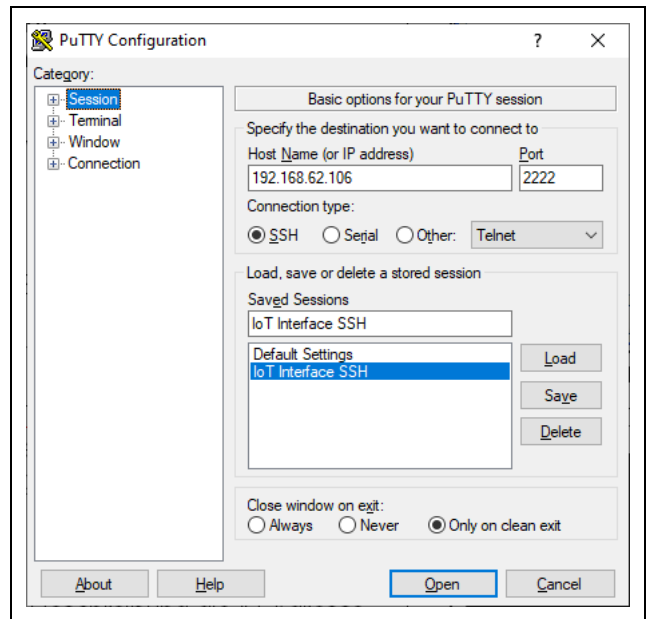 PuTTY Configuration ? ×
Category:
Session
Terminal
Window
Connection
Basic options for your PuTTY session
Specify the destination you want to connect to
Host Name (or IP address) Port
192.168.62.106 2222
Connection type:
SSH Serial Other: Telnet
Load, save or delete a stored session
Saved Sessions
IoT Interface SSH
Default Settings
IoT Interface SSH
Load
Save
Delete
Close window on exit:
Always Never Only on clean exit
About Help Open Cancel